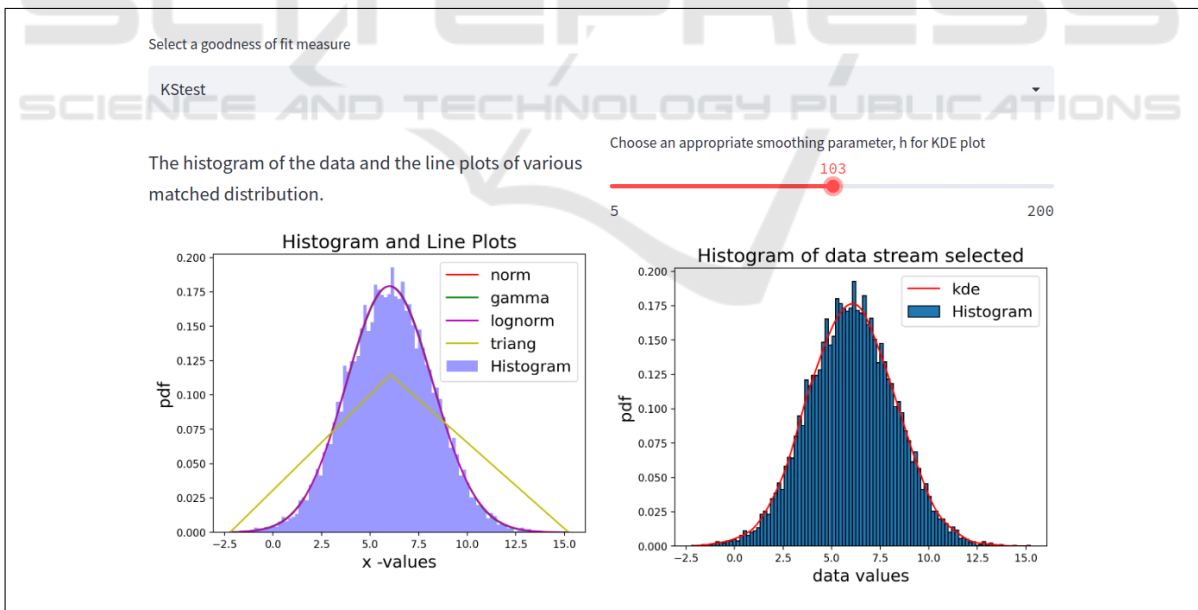 SCITEPRESS
Select a goodness of fit measure
KStest
SCIENCE AND TECHNOLOGY PUBLICATIONS
The histogram of the data and the line plots of various
matched distribution.
Choose an appropriate smoothing parameter, h for KDE plot
103
5 200
Histogram and Line Plots
0.200
0.175
0.150
0.125
0.100
0.075
0.050
0.025
0.000
pdf
norm
gamma
lognorm
triang
Histogram
−2.5 0.0 2.5 5.0 7.5 10.0 12.5 15.0
x -values
Histogram of data stream selected
0.200
0.175
0.150
0.125
0.100
0.075
0.050
0.025
0.000
pdf
kde
Histogram
−2.5 0.0 2.5 5.0 7.5 10.0 12.5 15.0
data values